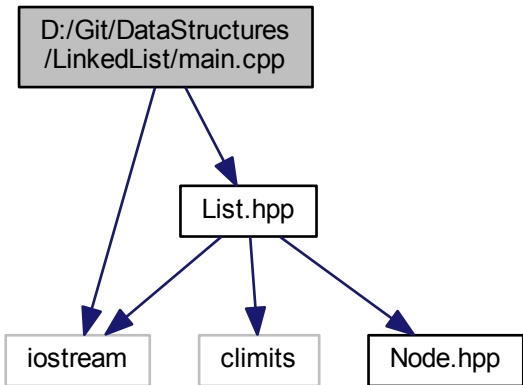 D:/Git/DataStructures
/LinkedList/main.cpp
List.hpp
iostream
climits
Node.hpp